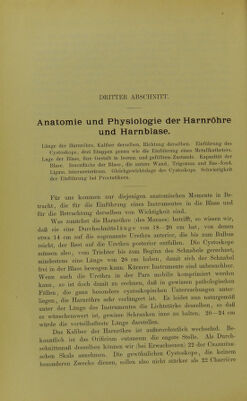 DRITTER ABSCHNITT.
Anatomie und Physiologie der Harnröhre
und Harnblase.
Länge der Harnröhre. Kaliber derselben. Richtung derselben. Einführung des
Cystoskops, drei Etappen genau wie die Einführung eines Metallkatheters.
Lage der Blase, ihre Gestalt in leerem und gefülltem Zustande. Kapazität der
Blase. Innenfläche der Blase, die untere Wand, Trigonum und Bas-fond.
Ligam. interuretericum. Gleichgewichtslage des Cystoskops. Schwierigkeit
der Einführung bei Prostatikern.
Für uns kommen nur diejenigen anatomischen Momente in Be-
tracht, die für die Einführung eines Instrumentes in die Blase und
für die Betrachtung derselben von Wichtigkeit sind.
Was zunächst die Harnröhre des Mannes betrifft, so wissen wir,
daß sie eine Durchschnittslänge von 18—20 cm hat, von denen
etwa 14 cm auf die sogenannte Urethra anterior, die bis zum Bulbus
reicht, der Rest auf die Urethra posterior entfallen. Die Cystoskope
müssen also, vom Trichter bis zum Beginn des Schnabels gerechnet,
mindestens eine Länge von 20 cm haben, damit sich der Schnabel
frei in der Blase bewegen kann. Kürzere Instrumente sind unbrauchbar.
Wenn auch die Urethra in der Pars mobilis komprimiert werden
kann, so ist doch damit zu rechnen, daß in gewissen pathologischen
Fällen, die ganz besonders cystoskopischen Untersuchungen unter-
liegen, die Harnröhre sehr verlängert ist. Es leidet nun naturgemäß
unter der Länge des Instrumentes die Lichtstärke desselben, so daß
es wünschenswert ist, gewisse Schranken inne zu halten. 20—24 cm
würde die vorteilhafteste Länge darstellen.
Das Kaliber der Harnröhre ist außerordentlich wechselnd. Be-
kanntlich ist das Orificium externum die engste Stelle. Als Durch-
schnittsmaß desselben können wir bei Erwachsenen 22 der
Skala annehmen. Die gewöhnlichen Cystoskope, die keinem
besonderen Zwecke dienen, sollen also nicht stärker als 22 Charrière